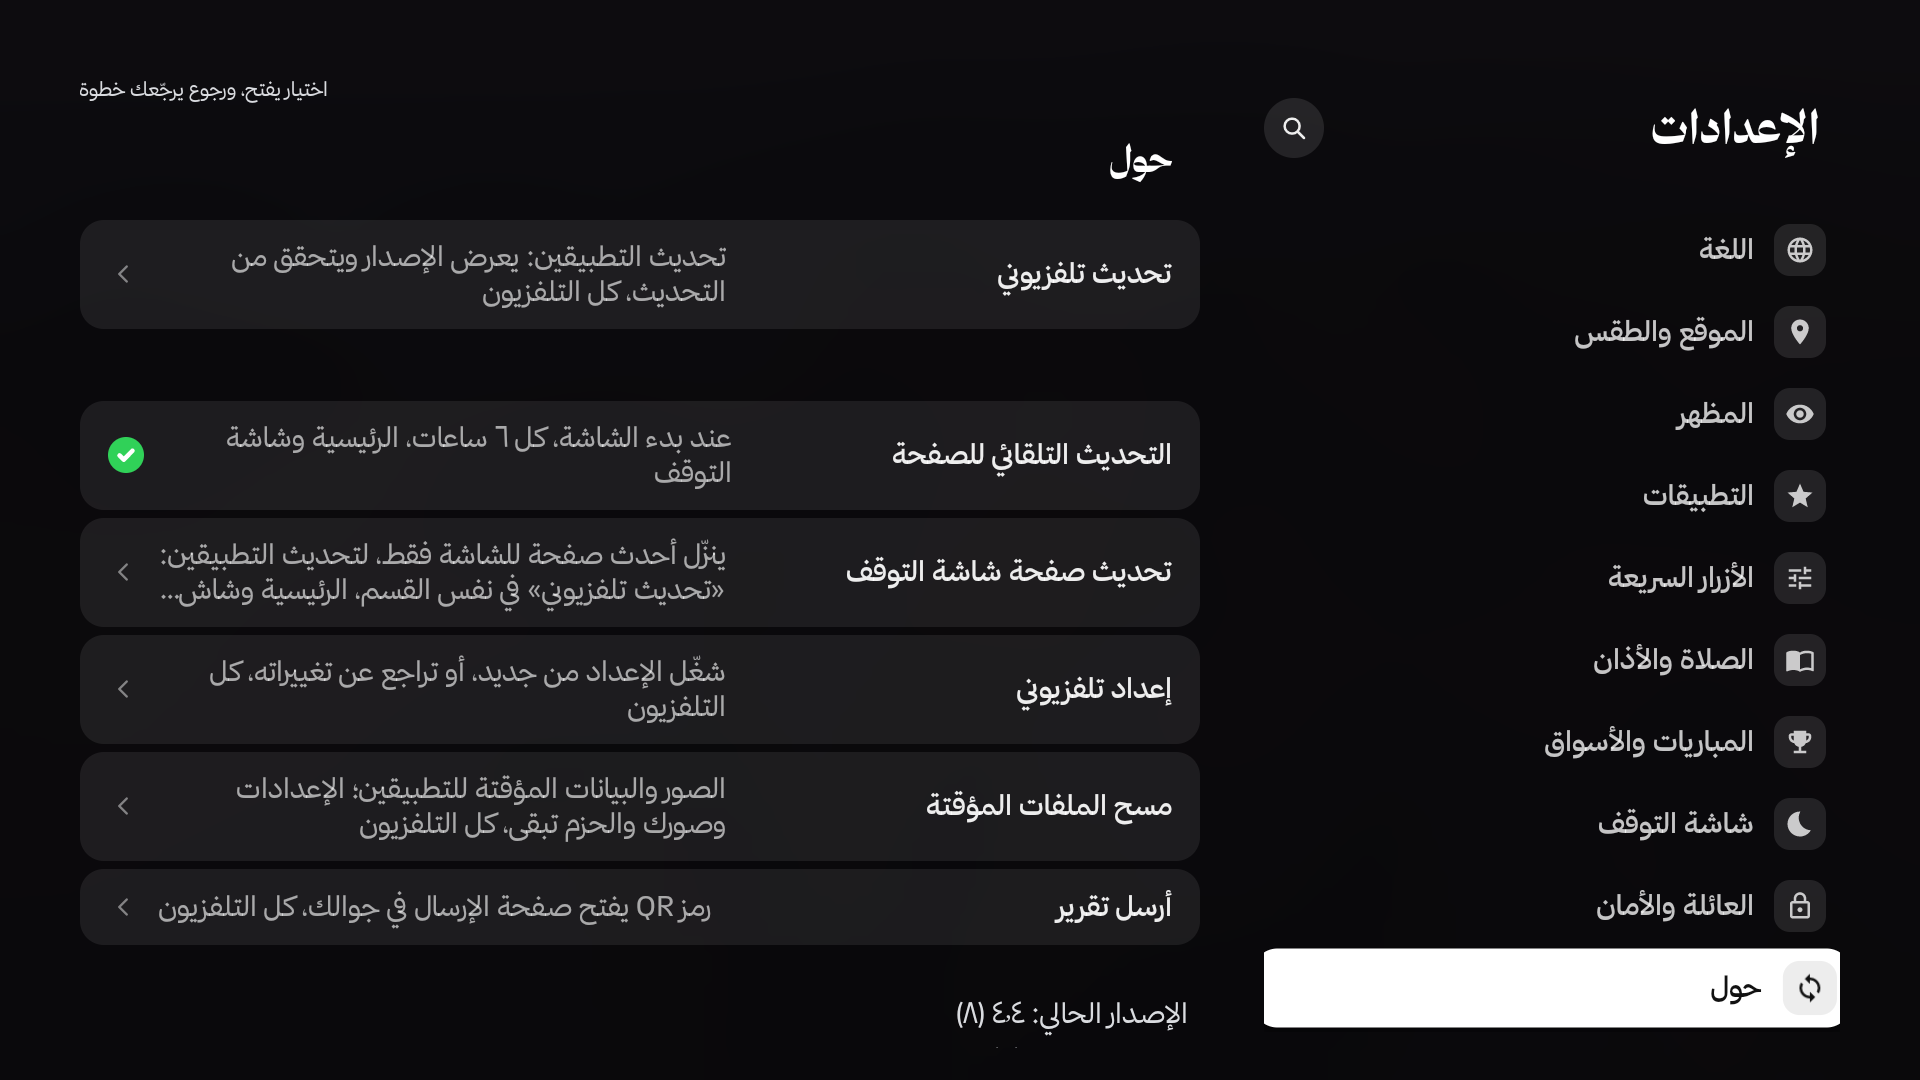 الإعدادات
اللغة
الموقع والطقس
المظهر
التطبيقات
الأزرار السريعة
الصلاة والأذان
المباريات والأسواق
شاشة التوقف
العائلة والأمان
حول
اختيار يفتح، ورجوع يرجّعك خطوة
حول
تحديث تلفزيوني
تحديث التطبيقين: يعرض الإصدار ويتحقق من
التحديث، كل التلفزيون
التحديث التلقائي للصفحة
عند بدء الشاشة، كل ٦ ساعات، الرئيسية وشاشة
التوقف
تحديث صفحة شاشة التوقف
ينزّل أحدث صفحة للشاشة فقط، لتحديث التطبيقين:
«تحديث تلفزيوني» في نفس القسم، الرئيسية وشاش...
إعداد تلفزيوني
شغّل الإعداد من جديد، أو تراجع عن تغييراته، كل
التلفزيون
مسح الملفات المؤقتة
الصور والبيانات المؤقتة للتطبيقين؛ الإعدادات
وصورك والحزم تبقى، كل التلفزيون
أرسل تقرير
رمز QR يفتح صفحة الإرسال في جوالك، كل التلفزيون
الإصدار الحالي: ٤٫٤ (٨)